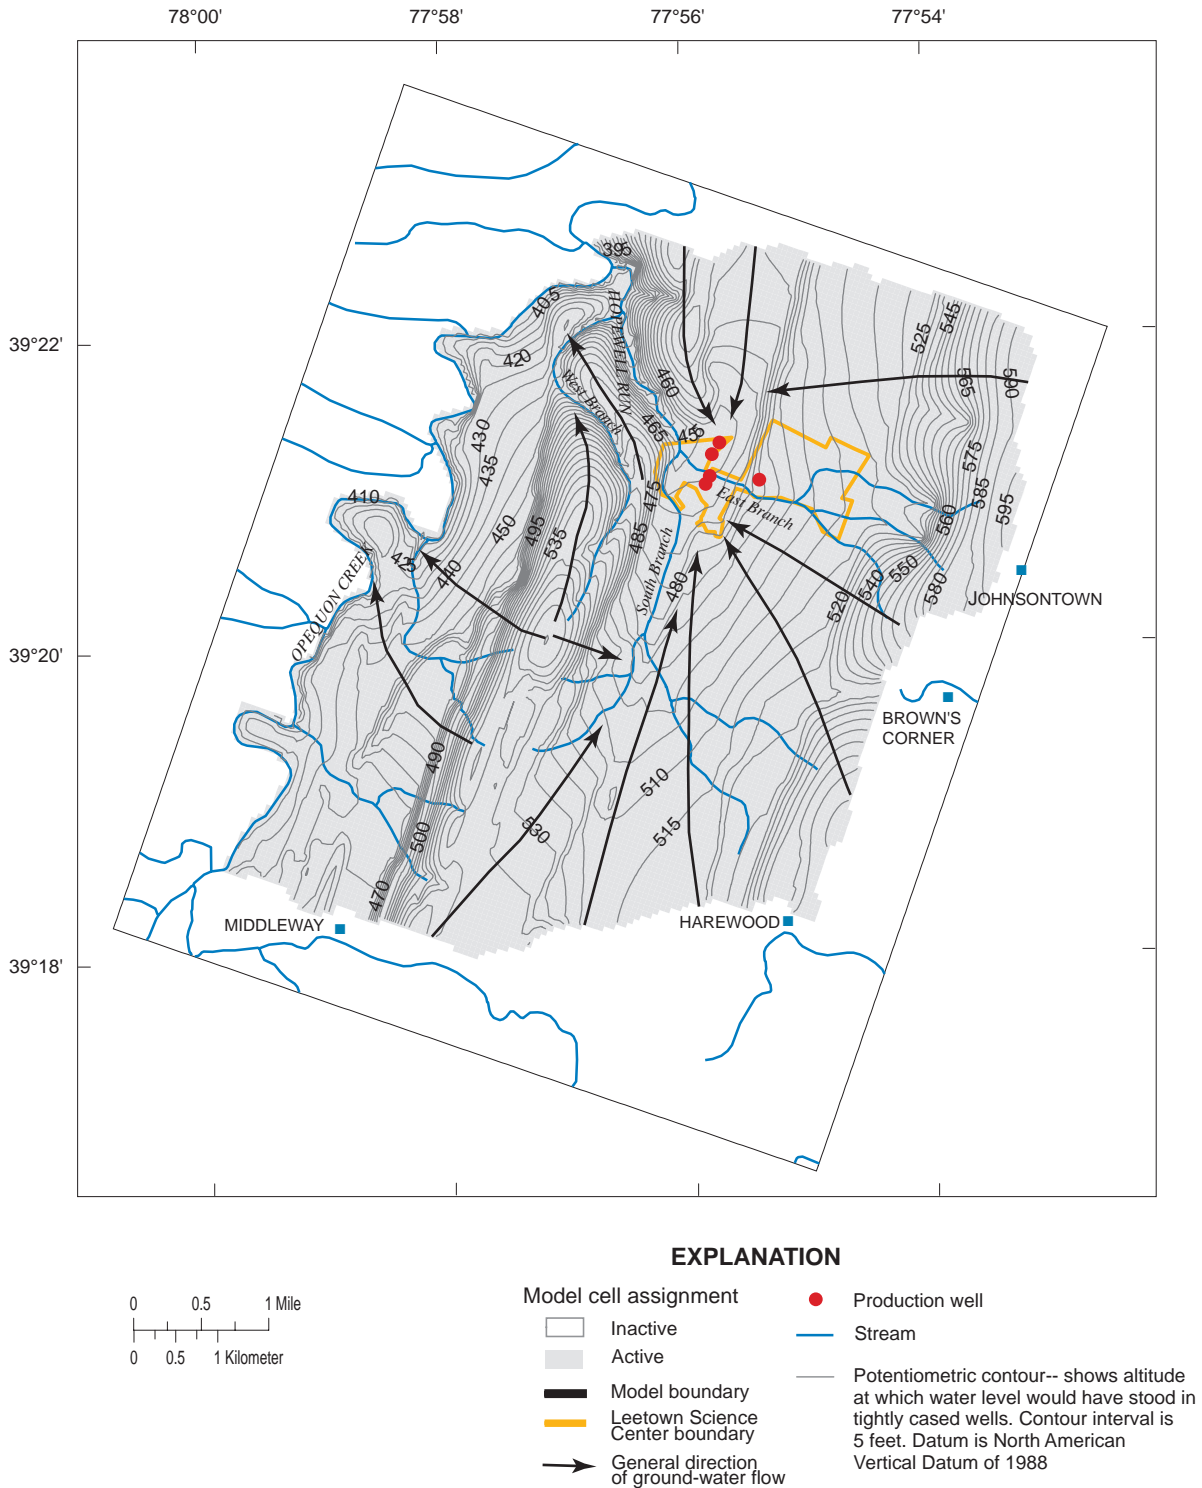 78°00'
77°58'
77°56'
77°54'
39°22'
39°20'
39°18'
395
405
HOPEWELL RUN
420
West Branch
460
465
455
525
545
565
590
430
435
475
575
585
595
410
450
495
535
485
East Branch
560
425
440
South Branch
480
550
540
520
580
OPEQUON CREEK
JOHNSONTOWN
BROWN'S
CORNER
490
510
500
530
515
470
MIDDLEWAY
HAREWOOD
EXPLANATION
0 0.5 1 Mile
0 0.5 1 Kilometer
Model cell assignment
Inactive
Active
Model boundary
Leetown Science
Center boundary
General direction
of ground-water flow
Production well
Stream
Potentiometric contour-- shows altitude
at which water level would have stood in
tightly cased wells. Contour interval is
5 feet. Datum is North American
Vertical Datum of 1988